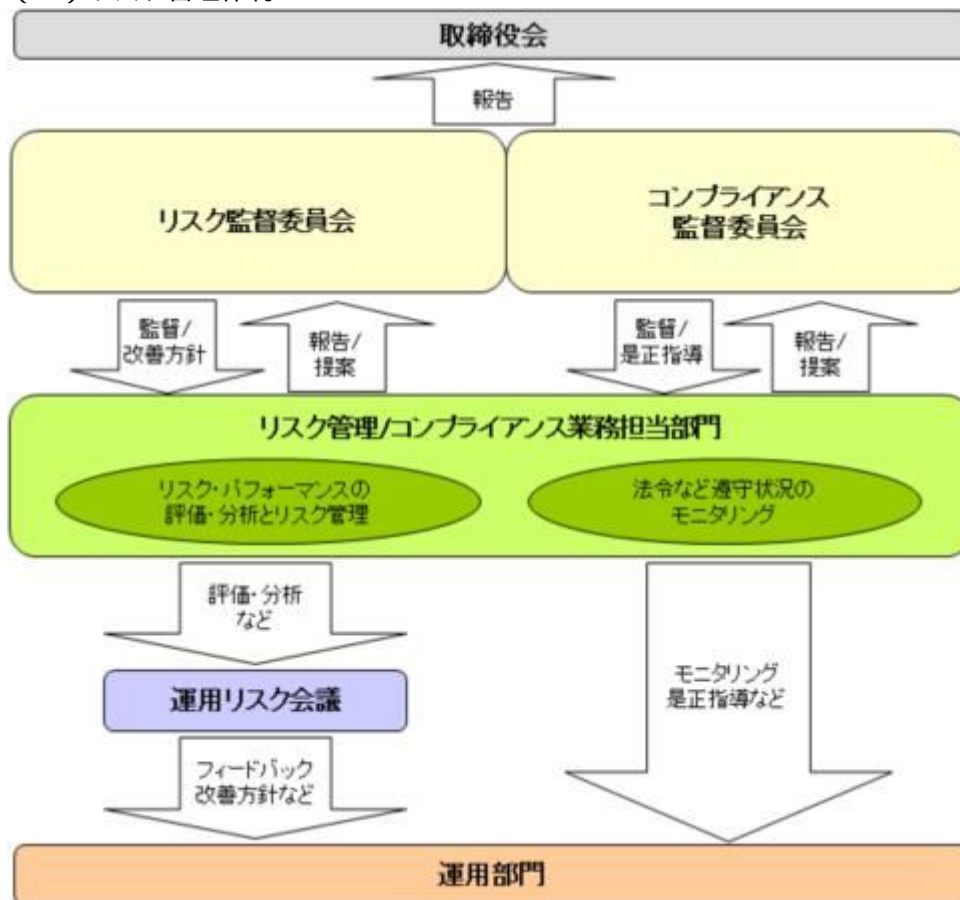 取締役会
報告
リスク監督委員会
コンプライアンス
監督委員会
監督/
改善方針
報告/
提案
監督/
是正指導
報告/
提案
リスク管理/コンプライアンス業務担当部門
リスク・パフォーマンスの
評価・分析とリスク管理
法令など遵守状況の
モニタリング
評価・分析
など
運用リスク会議
モニタリング
是正指導など
フィードバック
改善方針など
運用部門